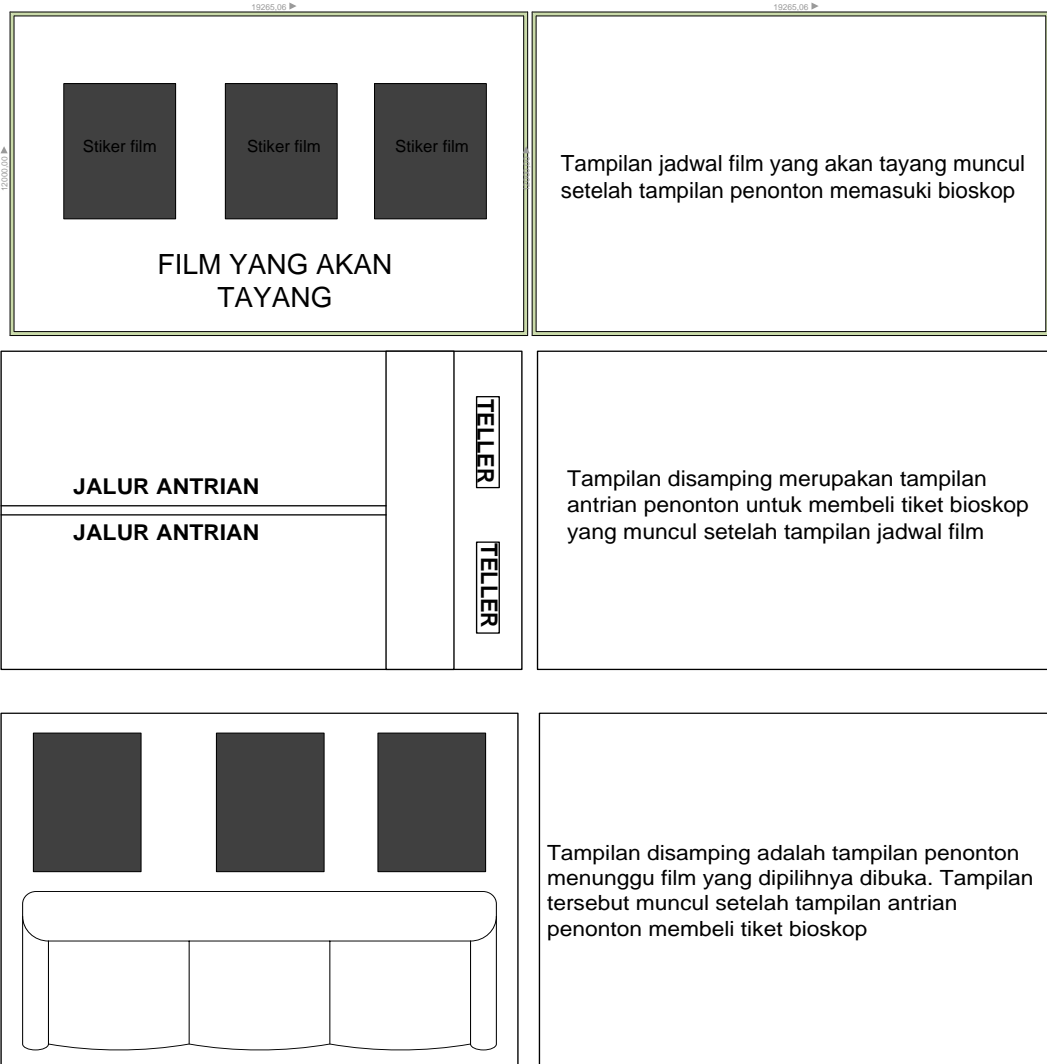 19265,06
19265,06
12000,00
Stiker film
Stiker film
Stiker film
FILM YANG AKAN
TAYANG
Tampilan jadwal film yang akan tayang muncul
setelah tampilan penonton memasuki bioskop
JALUR ANTRIAN
JALUR ANTRIAN
TELLER
TELLER
Tampilan disamping merupakan tampilan
antrian penonton untuk membeli tiket bioskop
yang muncul setelah tampilan jadwal film
Tampilan disamping adalah tampilan penonton
menunggu film yang dipilihnya dibuka. Tampilan
tersebut muncul setelah tampilan antrian
penonton membeli tiket bioskop